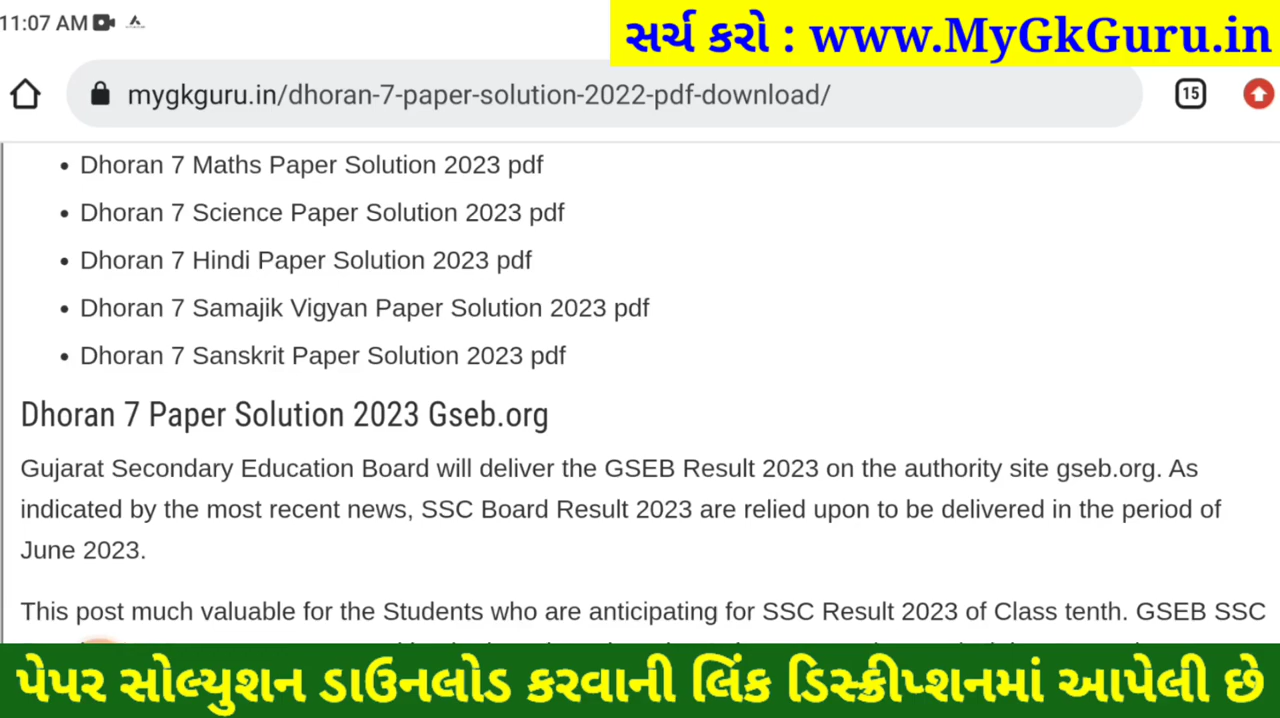 11:07 AM
સર્ચ કરો : www.MyGkGuru.in
mygkguru.in/dhoran-7-paper-solution-2022-pdf-download/
15
• Dhoran 7 Maths Paper Solution 2023 pdf
• Dhoran 7 Science Paper Solution 2023 pdf
• Dhoran 7 Hindi Paper Solution 2023 pdf
• Dhoran 7 Samajik Vigyan Paper Solution 2023 pdf
• Dhoran 7 Sanskrit Paper Solution 2023 pdf
Dhoran 7 Paper Solution 2023 Gseb.org
Gujarat Secondary Education Board will deliver the GSEB Result 2023 on the authority site gseb.org. As
indicated by the most recent news, SSC Board Result 2023 are relied upon to be delivered in the period of
June 2023.
This post much valuable for the Students who are anticipating for SSC Result 2023 of Class tenth. GSEB SSC
પેપર સોલ્યુશન ડાઉનલોડ કરવાની લિંક ડિસ્ક્રીપ્શનમાં આપેલી છે